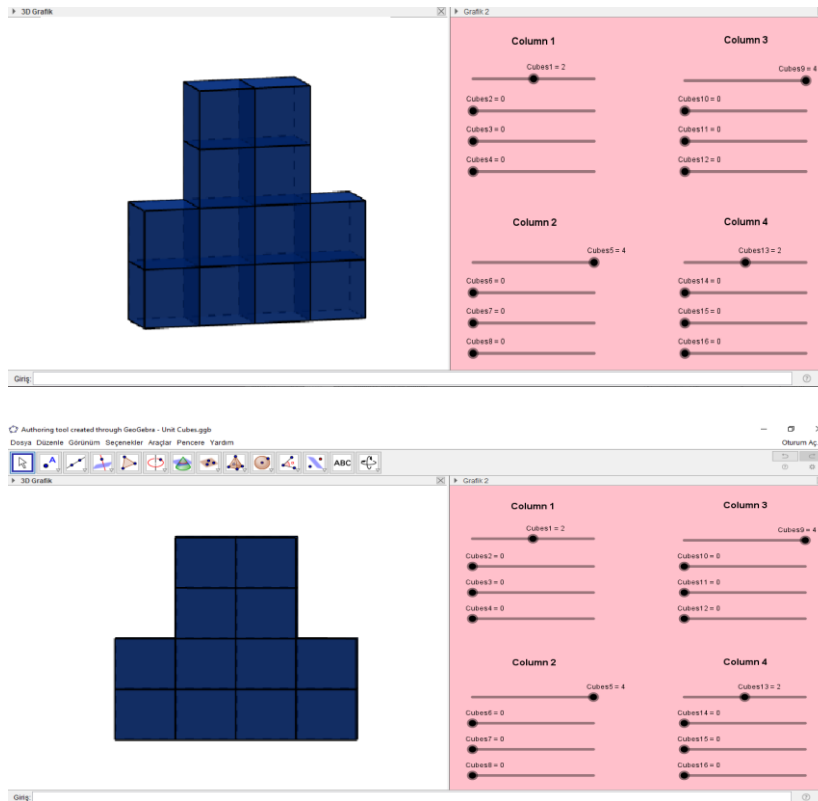 3D Grafik
Grafik 2
Column 1
Column 3
Cubes1 = 2
Cubes9 = 4
Cubes2 = 0
Cubes10 = 0
Cubes3 = 0
Cubes11 = 0
Cubes4 = 0
Cubes12 = 0
Column 2
Column 4
Cubes5 = 4
Cubes13 = 2
Cubes6 = 0
Cubes14 = 0
Cubes7 = 0
Cubes15 = 0
Cubes8 = 0
Cubes16 = 0
Giriş:
Authoring tool created through GeoGebra - Unit Cubes.ggb
Dosya Düzenle Görünüm Seçenekler Araçlar Pencere Yardım
Oturum Aç
ABC
3D Grafik
Grafik 2
Column 1
Column 3
Cubes1 = 2
Cubes9 = 4
Cubes2 = 0
Cubes10 = 0
Cubes3 = 0
Cubes11 = 0
Cubes4 = 0
Cubes12 = 0
Column 2
Column 4
Cubes5 = 4
Cubes13 = 2
Cubes6 = 0
Cubes14 = 0
Cubes7 = 0
Cubes15 = 0
Cubes8 = 0
Cubes16 = 0
Giriş: